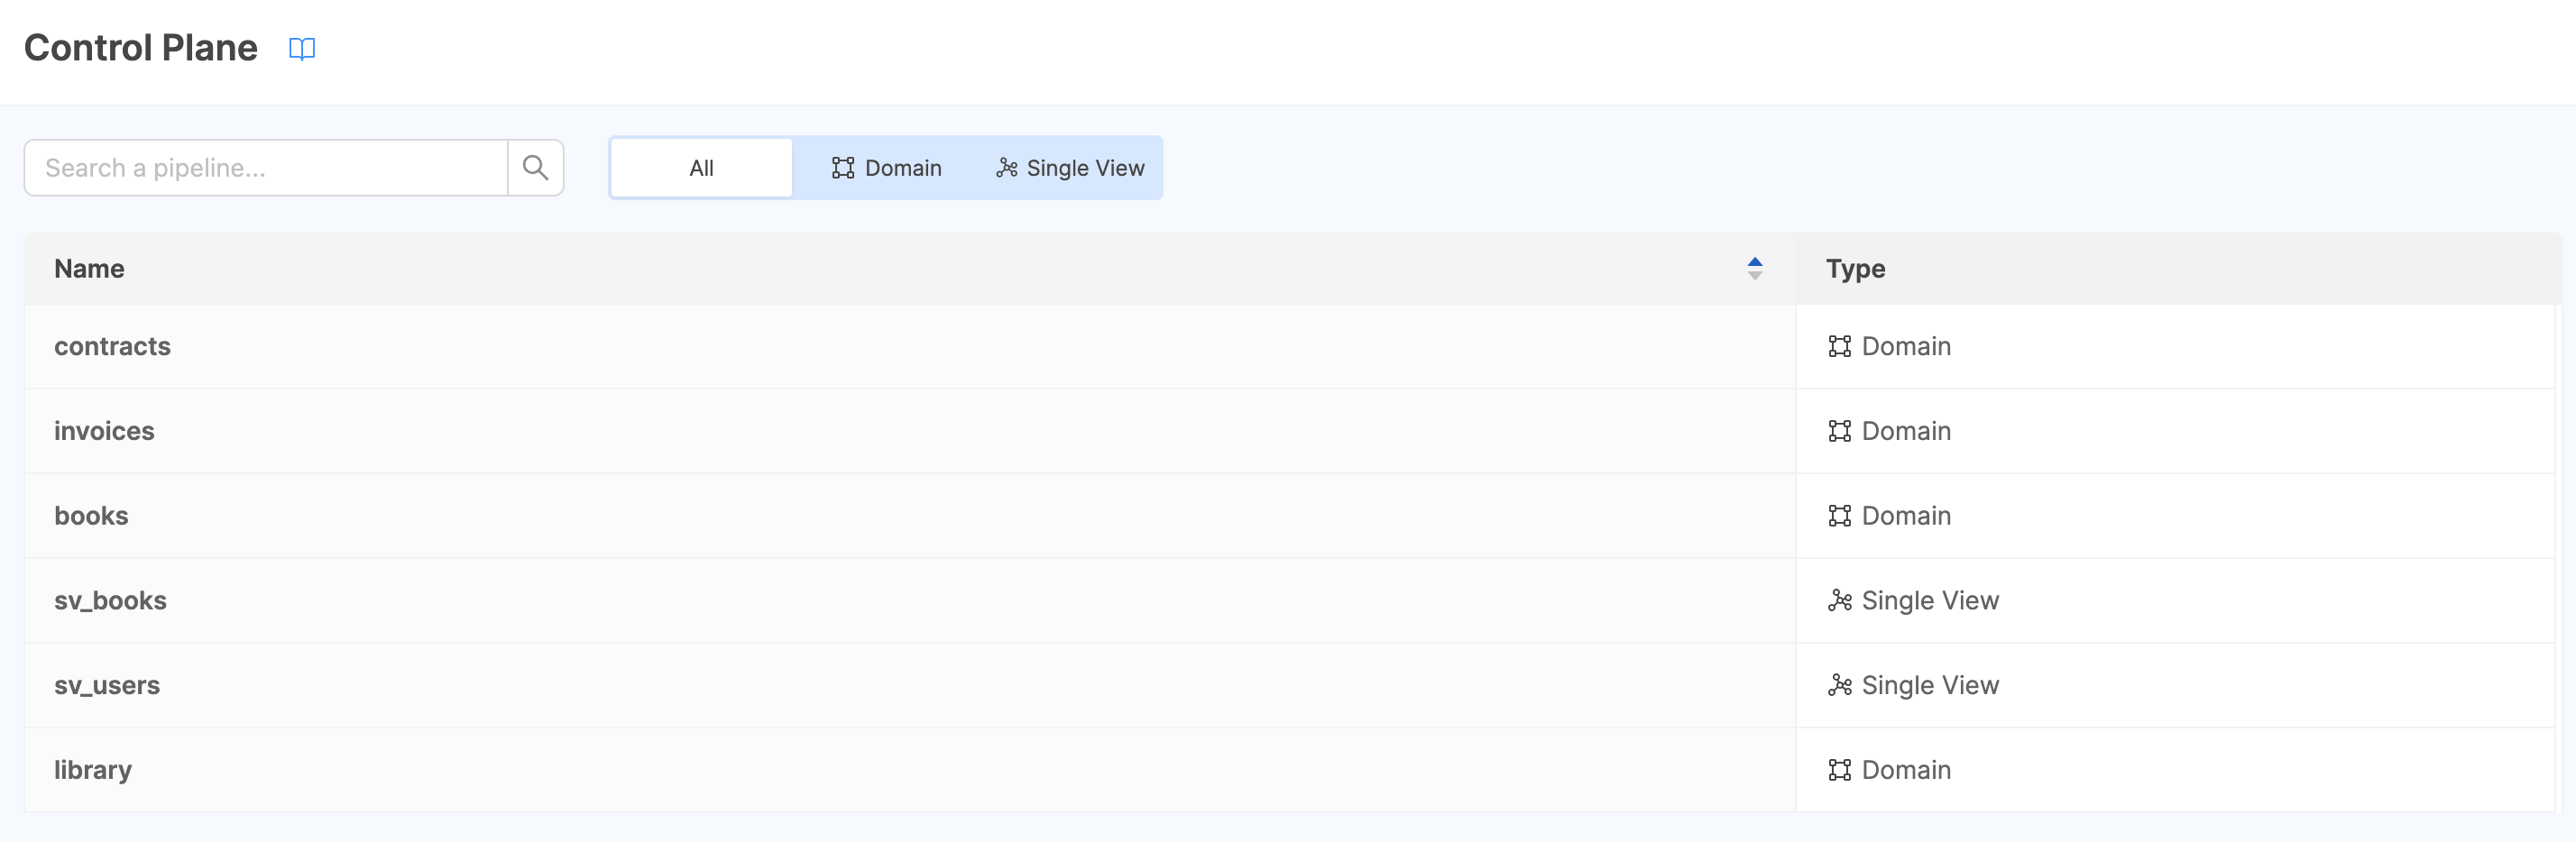 Control Plane
Search a pipeline...
All Domain Single View
Name Type
contracts Domain
invoices Domain
books Domain
sv_books Single View
sv_users Single View
library Domain